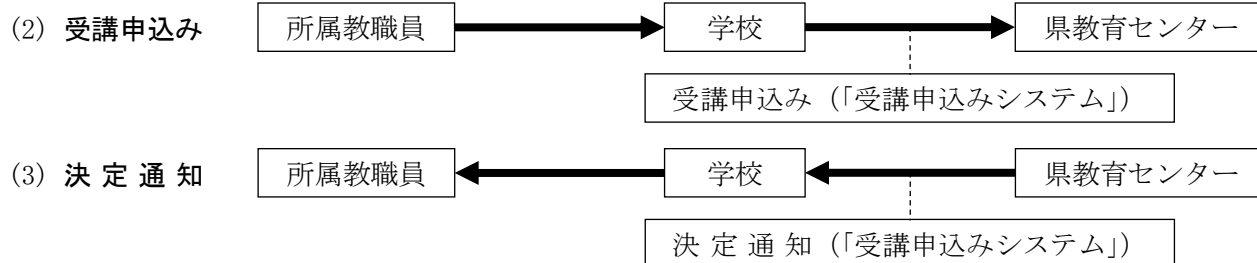 (2) 受講申込み 所属教職員 学校 県教育センター
受講申込み（「受講申込みシステム」）
(3) 決 定 通 知 所属教職員 学校 県教育センター
決 定 通 知（「受講申込みシステム」）